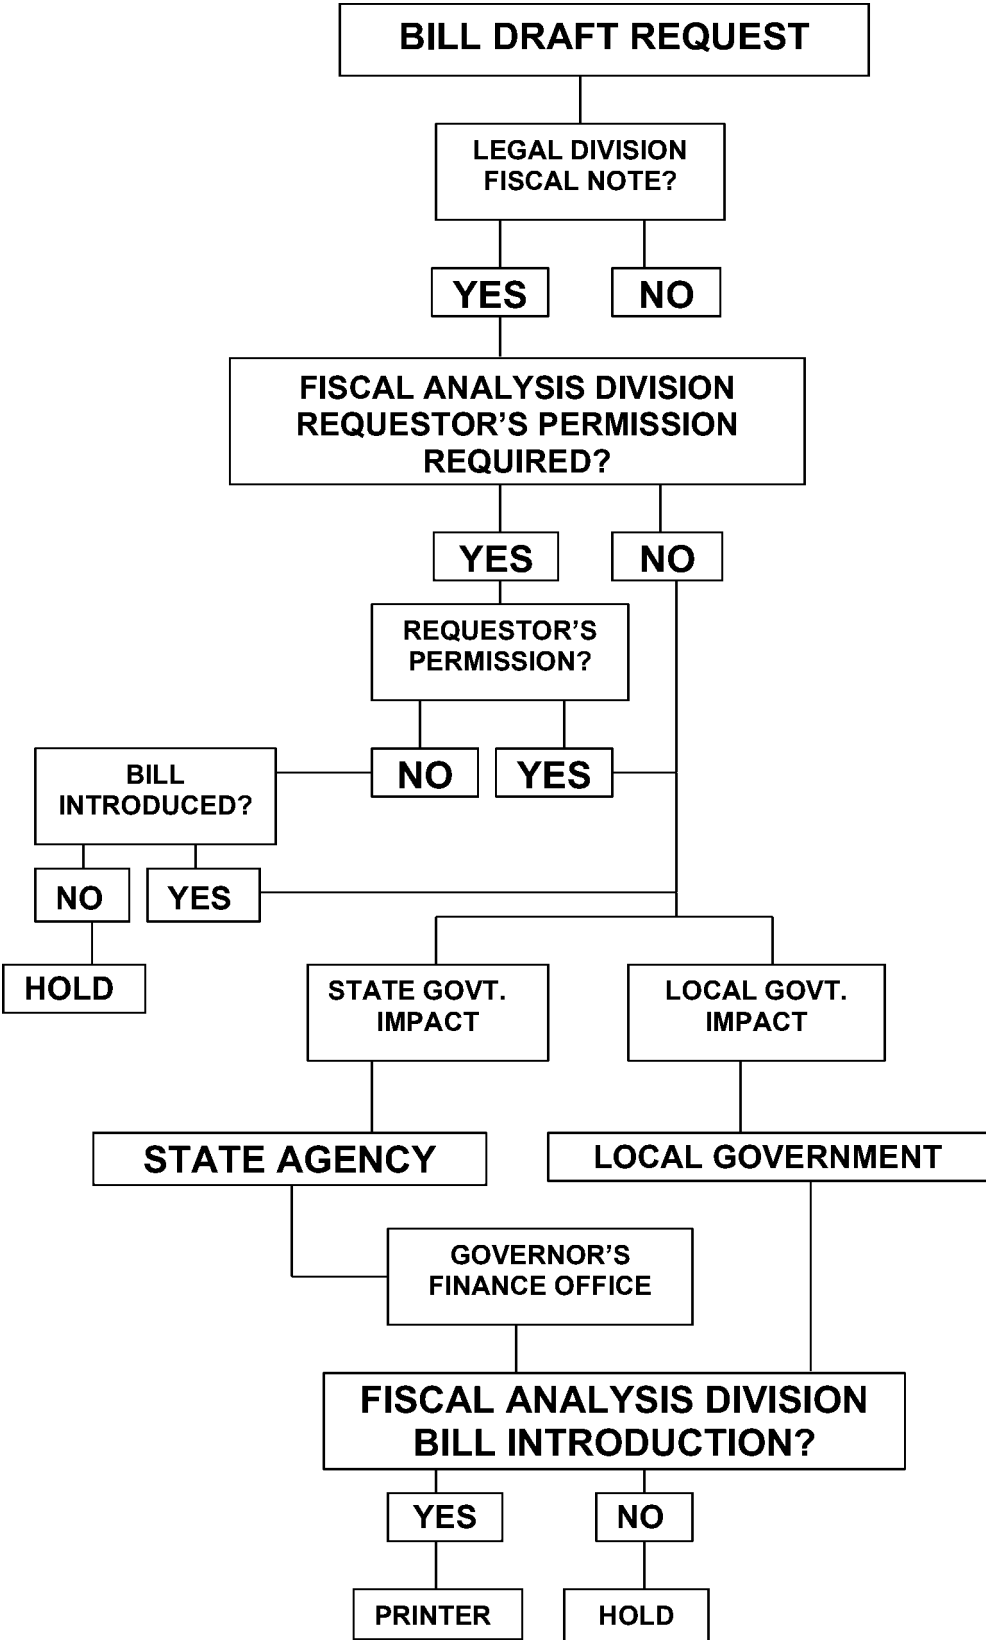 BILL DRAFT REQUEST
LEGAL DIVISION
FISCAL NOTE?
YES
NO
FISCAL ANALYSIS DIVISION
REQUESTOR’S PERMISSION
REQUIRED?
YES
NO
REQUESTOR’S
PERMISSION?
BILL
INTRODUCED?
NO
YES
NO
YES
HOLD
STATE GOVT.
IMPACT
LOCAL GOVT.
IMPACT
STATE AGENCY
LOCAL GOVERNMENT
GOVERNOR’S
FINANCE OFFICE
FISCAL ANALYSIS DIVISION
BILL INTRODUCTION?
YES
NO
PRINTER
HOLD